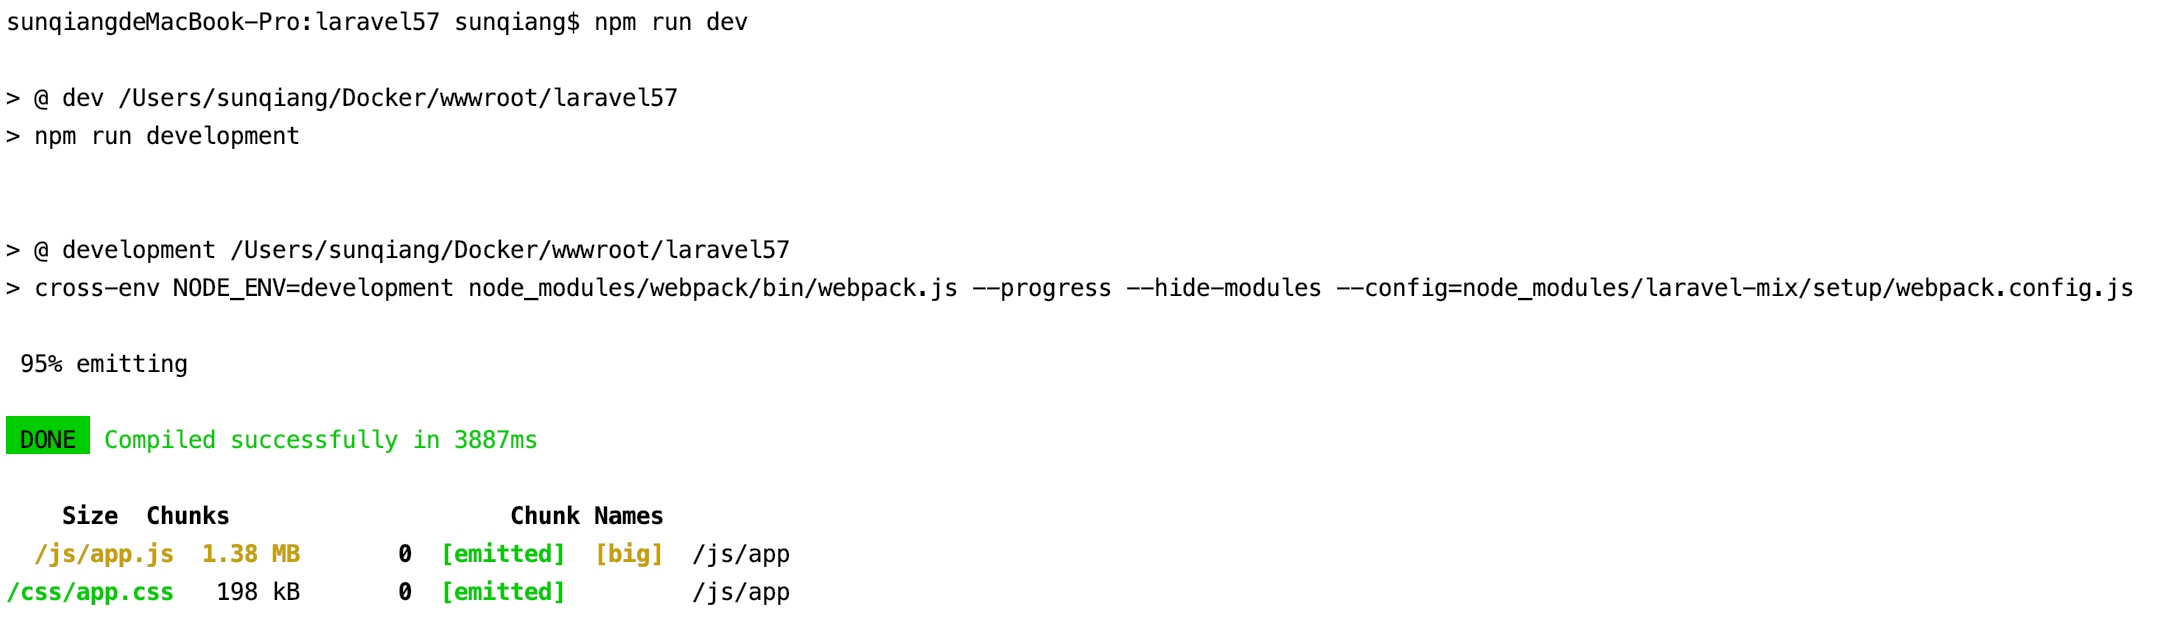 sunqiangdeMacBook-Pro:laravel57 sunqiang$ npm run dev
> @ dev /Users/sunqiang/Docker/wwwroot/laravel57
> npm run development
> @ development /Users/sunqiang/Docker/wwwroot/laravel57
> cross-env NODE_ENV=development node_modules/webpack/bin/webpack.js --progress --hide-modules --config=node_modules/laravel-mix/setup/webpack.config.js
95% emitting
DONE Compiled successfully in 3887ms
Size Chunks Chunk Names
/js/app.js 1.38 MB 0 [emitted] [big] /js/app
/css/app.css 198 kB 0 [emitted] /js/app